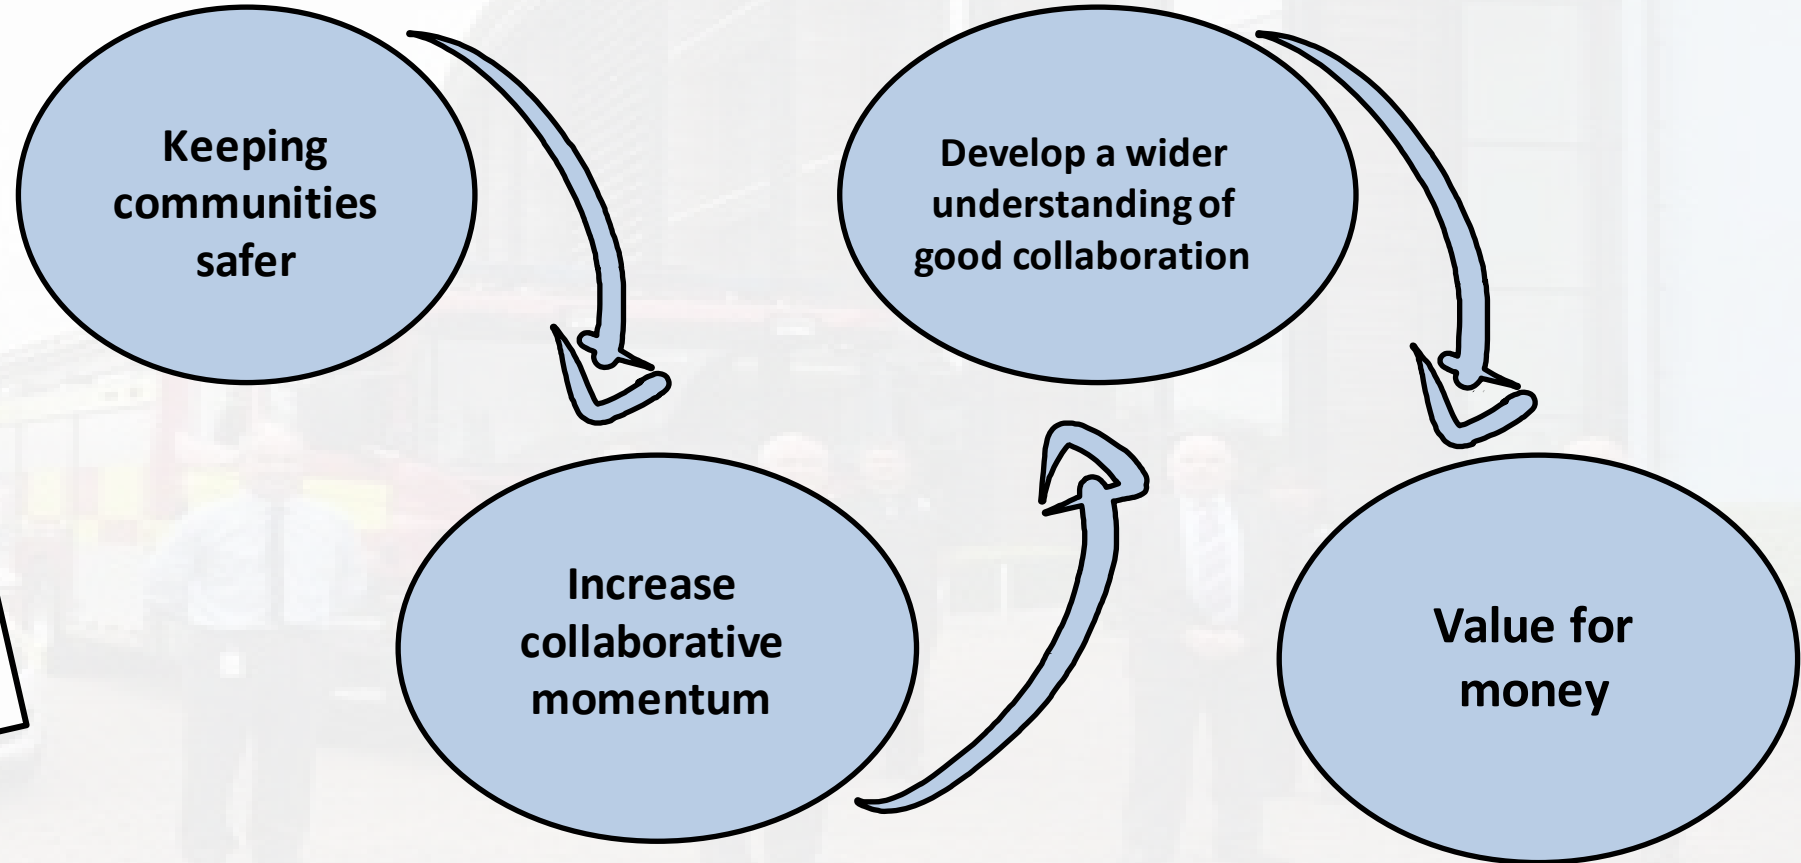 Keeping
communities
safer
Increase
collaborative
momentum
Develop a wider
understanding of
good collaboration
Value for
money